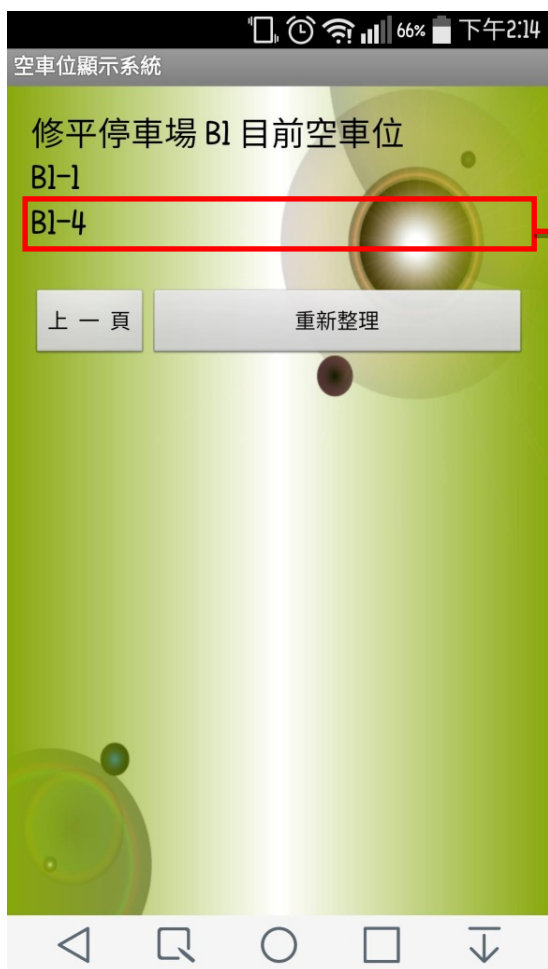 66% 下午2:14
空車位顯示系統
修平停車場 B1 目前空車位
B1-1
B1-4
上 一 頁 重新整理